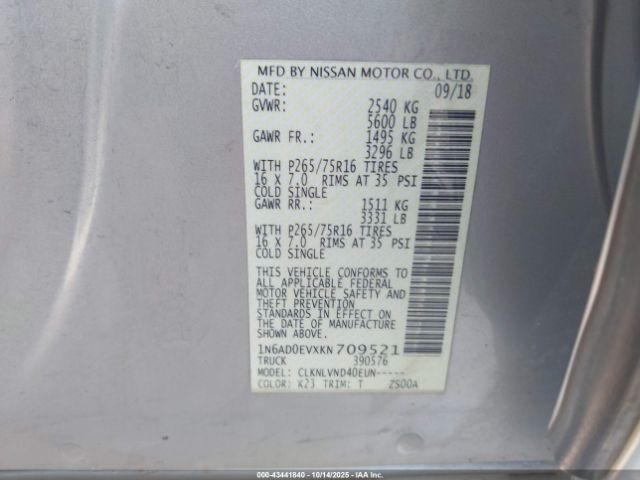 MFD BY NISSAN MOTOR CO., LTD.
DATE: 09/18
GVWR: 2540 KG
5600 LB
GAWR FR.: 1495 KG
3296 LB
WITH P265/75R16 TIRES
16 X 7.0 RIMS AT 35 PSI
COLD SINGLE
GAWR RR.: 1511 KG
3331 LB
WITH P265/75R16 TIRES
16 X 7.0 RIMS AT 35 PSI
COLD SINGLE
THIS VEHICLE CONFORMS TO
ALL APPLICABLE FEDERAL
MOTOR VEHICLE SAFETY AND
THEFT PREVENTION
STANDARDS IN EFFECT ON
THE DATE OF MANUFACTURE
SHOWN ABOVE.
1N6AD0EVXKN709521
TRUCK 390576
MODEL: CLKNLVND40EUN-----
COLOR: K23 TRIM: T ZS00A
000-43441840 - 10/14/2025 - IAA Inc.